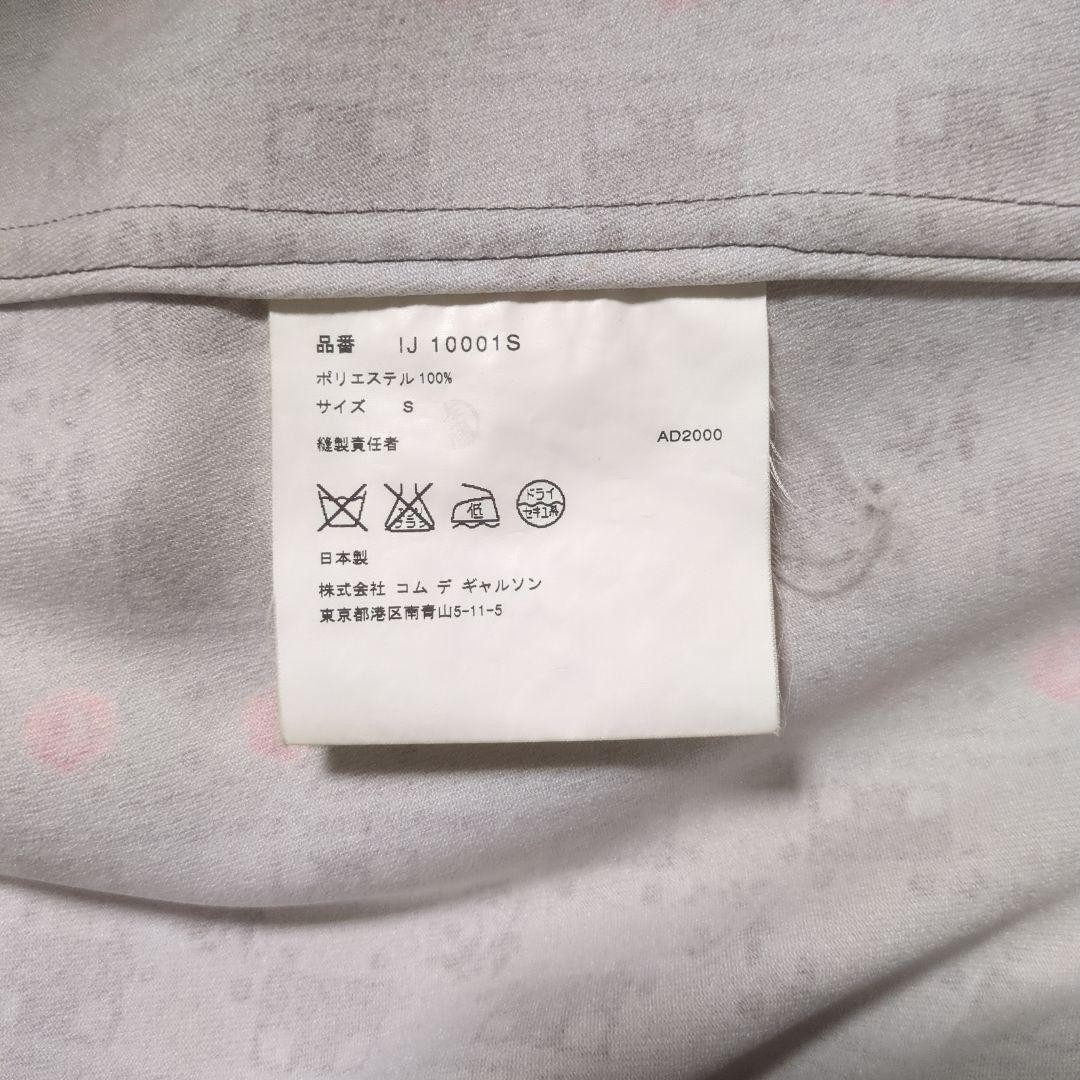 品番 IJ 10001S
ポリエステル 100%
サイズ S
縫製責任者 AD2000
低
ドライ
セキユ系
日本製
株式会社 コム デ ギャルソン
東京都港区南青山5-11-5